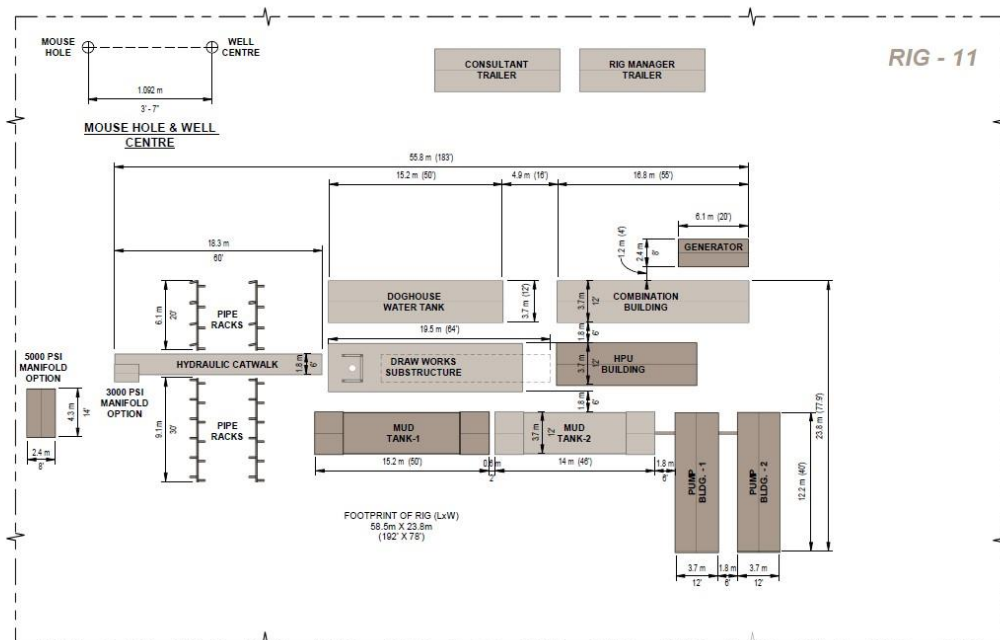 MOUSE
HOLE
WELL
CENTRE
1.092 m
3' - 7"
MOUSE HOLE & WELL
CENTRE
CONSULTANT
TRAILER
RIG MANAGER
TRAILER
RIG - 11
55.8 m (183')
15.2 m (50')
4.9 m (16')
16.8 m (55')
6.1 m (20')
18.3 m
60'
1.2 m (4')
2.4 m
8'
GENERATOR
6.1 m
20'
PIPE
RACKS
DOGHOUSE
WATER TANK
3.7 m (12')
3.7 m
12'
COMBINATION
BUILDING
19.5 m (64')
1.8 m
6'
5000 PSI
MANIFOLD
OPTION
HYDRAULIC CATWALK
1.8 m
6'
DRAW WORKS
SUBSTRUCTURE
3.7 m
12'
HPU
BUILDING
3000 PSI
MANIFOLD
OPTION
4.3 m
14'
2.4 m
8'
9.1 m
30'
PIPE
RACKS
1.8 m
6'
23.8 m (77.9')
MUD
TANK-1
3.7 m
12'
MUD
TANK-2
15.2 m (50')
0.6 m
2'
14 m (46')
1.8 m
6'
PUMP
BLDG. - 1
PUMP
BLDG. - 2
12.2 m (40')
FOOTPRINT OF RIG (LxW)
58.5m X 23.8m
(192' X 78')
3.7 m
12'
1.8 m
6'
3.7 m
12'